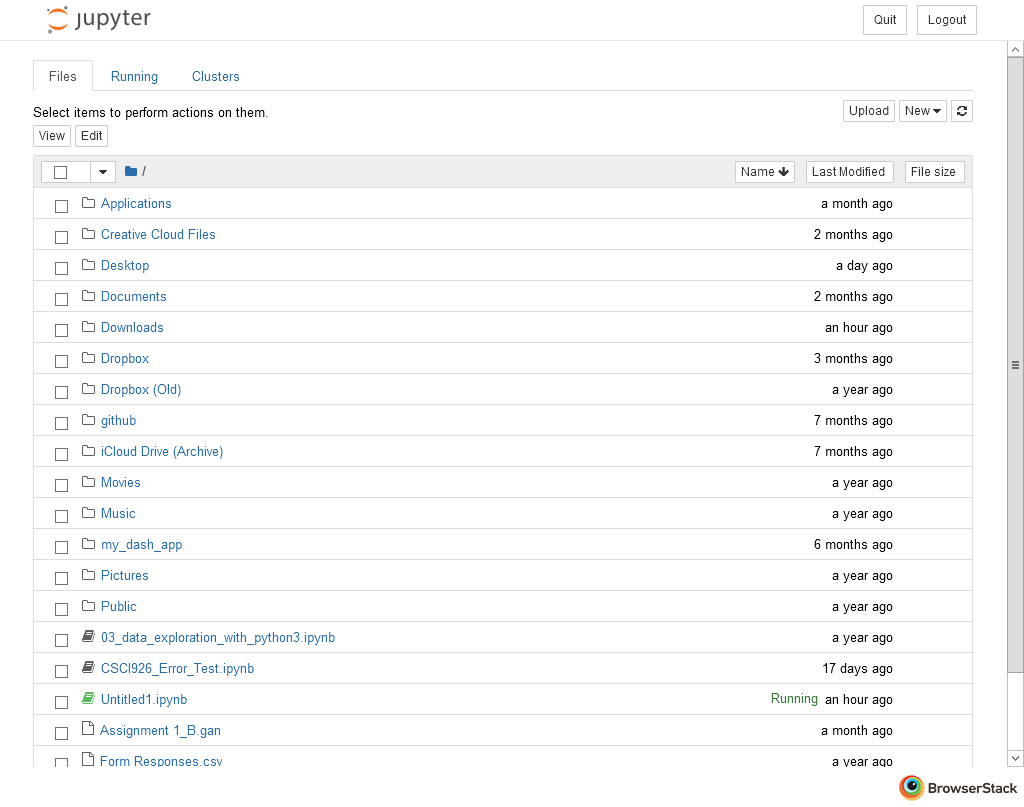 jupyter Quit Logout
Files Running Clusters
Select items to perform actions on them. Upload New
View Edit
/ Name Last Modified File size
Applications a month ago
Creative Cloud Files 2 months ago
Desktop a day ago
Documents 2 months ago
Downloads an hour ago
Dropbox 3 months ago
Dropbox (Old) a year ago
github 7 months ago
iCloud Drive (Archive) 7 months ago
Movies a year ago
Music a year ago
my_dash_app 6 months ago
Pictures a year ago
Public a year ago
03_data_exploration_with_python3.ipynb a year ago
CSCI926_Error_Test.ipynb 17 days ago
Untitled1.ipynb Running an hour ago
Assignment 1_B.gan a month ago
Form Responses.csv a year ago
BrowserStack